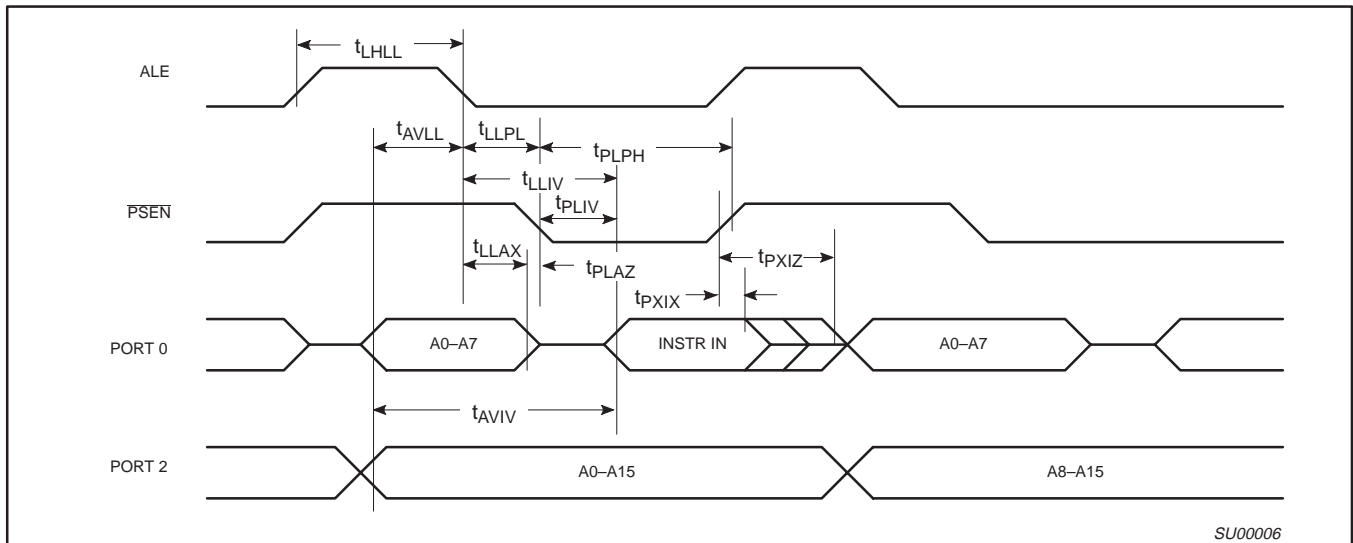 tLHLL
ALE
tAVLL
tLLPL
tPLPH
tLLIV
PSEN
tPLIV
tLLAX
tPLAZ
tPXIZ
tPXIX
PORT 0
A0–A7
INSTR IN
A0–A7
tAVIV
PORT 2
A0–A15
A8–A15
SU00006